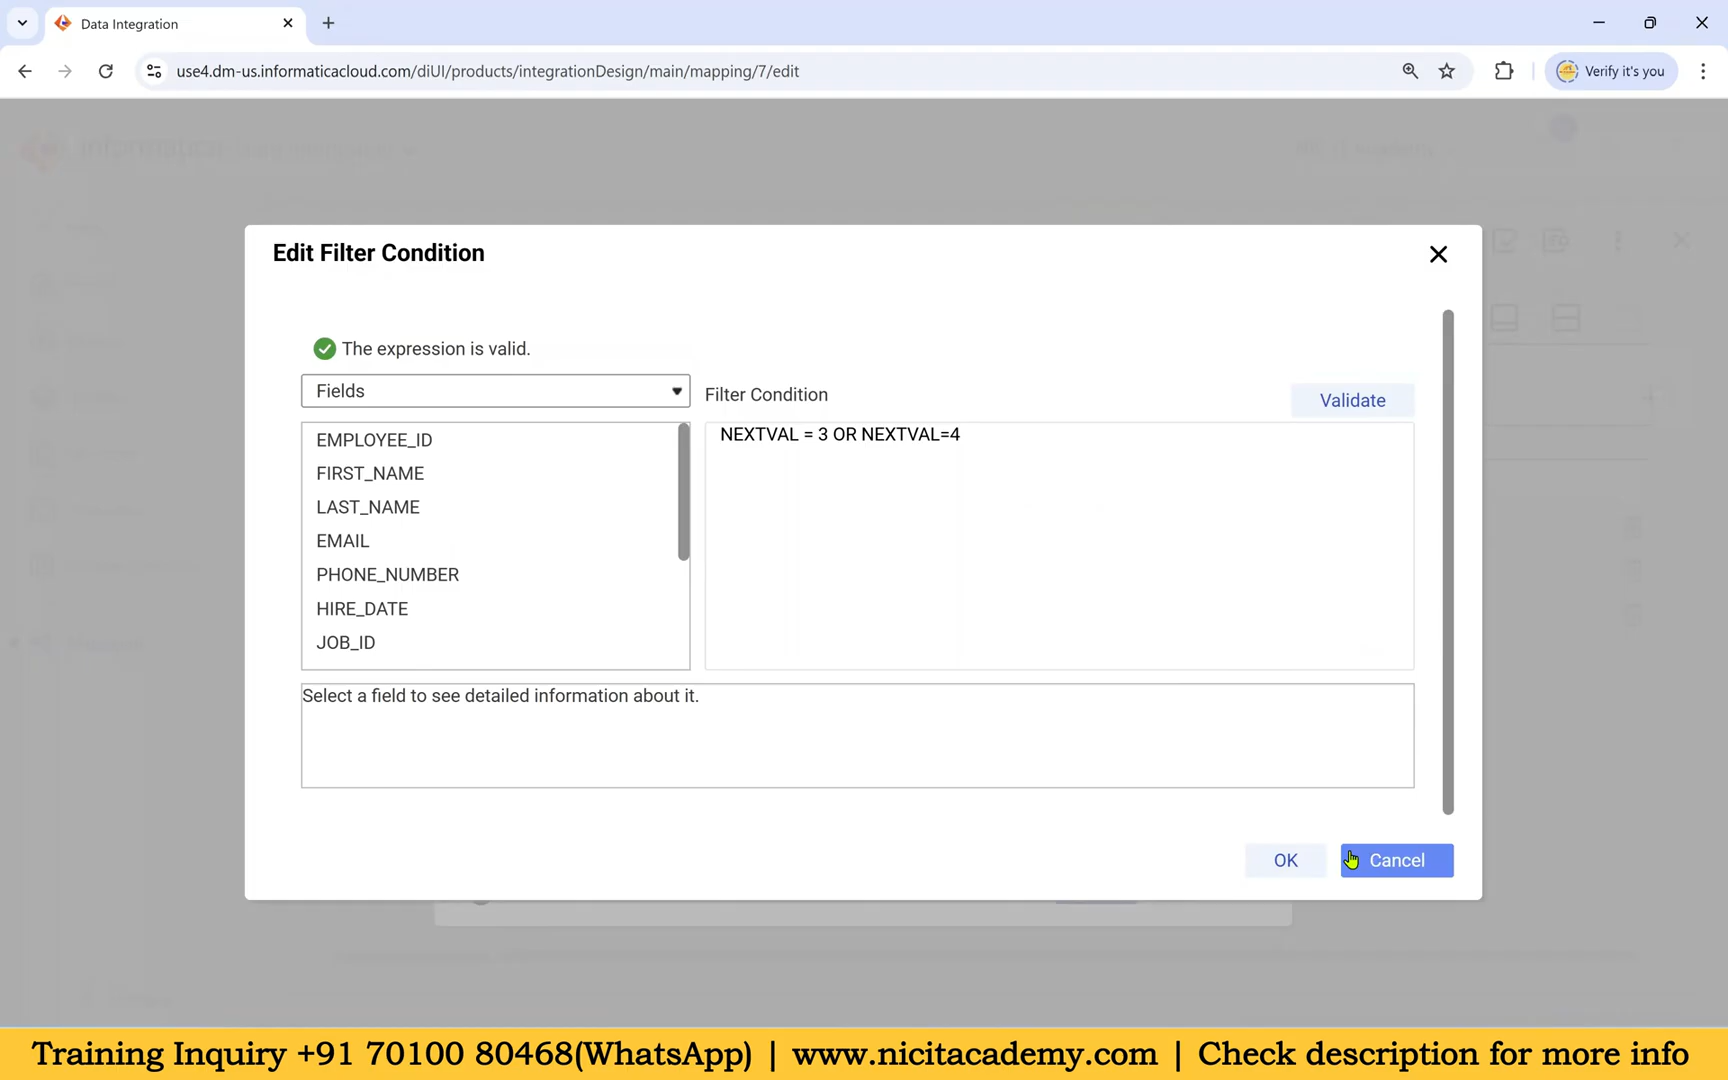 Data Integration
use4.dm-us.informaticacloud.com/diUI/products/integrationDesign/main/mapping/7/edit
Verify it's you
Edit Filter Condition
The expression is valid.
Fields
Filter Condition
Validate
EMPLOYEE_ID
FIRST_NAME
LAST_NAME
EMAIL
PHONE_NUMBER
HIRE_DATE
JOB_ID
NEXTVAL = 3 OR NEXTVAL=4
Select a field to see detailed information about it.
OK
Cancel
Training Inquiry +91 70100 80468(WhatsApp) | www.nicitacademy.com | Check description for more info